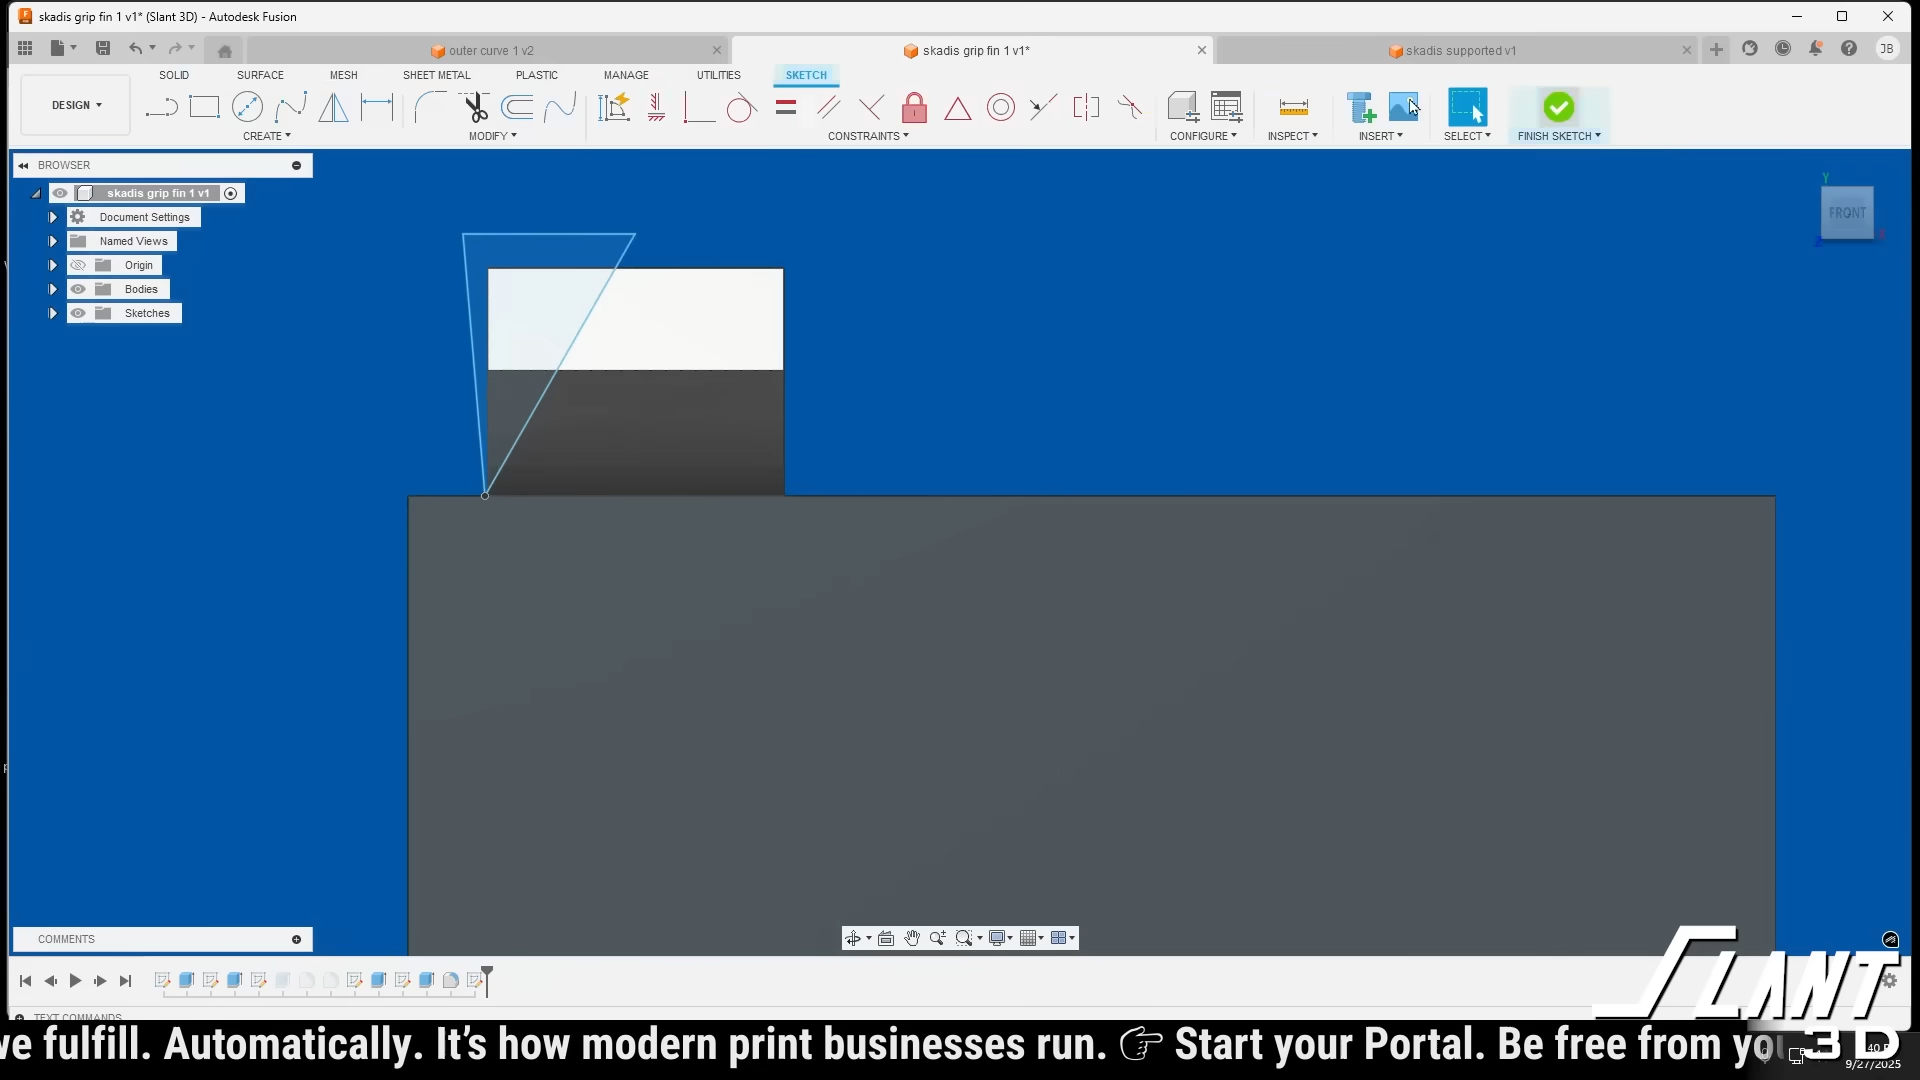 skadis grip fin 1 v1* (Slant 3D) - Autodesk Fusion
outer curve 1 v2
skadis grip fin 1 v1*
skadis supported v1
JB
SOLID
SURFACE
MESH
SHEET METAL
PLASTIC
MANAGE
UTILITIES
SKETCH
DESIGN
CREATE
MODIFY
CONSTRAINTS
CONFIGURE
INSPECT
INSERT
SELECT
FINISH SKETCH
BROWSER
skadis grip fin 1 v1
Document Settings
Named Views
Origin
Bodies
Sketches
Y
FRONT
COMMENTS
TEXT COMMANDS
SLANT
3D
we fulfill. Automatically. It's how modern print businesses run. 👉 Start your Portal. Be free from
9/27/2025